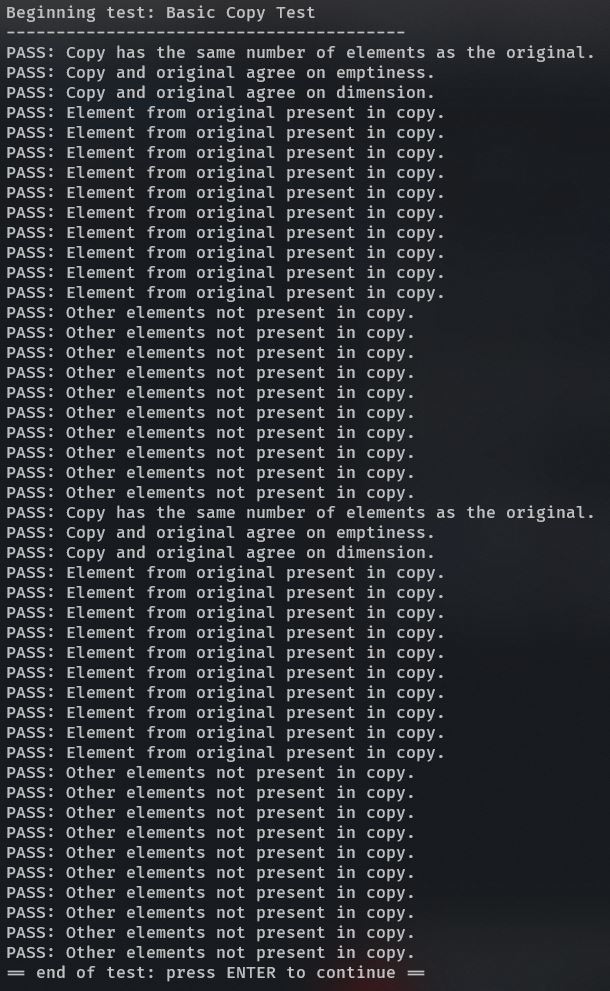 Beginning test: Basic Copy Test
----------------------------------------
PASS: Copy has the same number of elements as the original.
PASS: Copy and original agree on emptiness.
PASS: Copy and original agree on dimension.
PASS: Element from original present in copy.
PASS: Element from original present in copy.
PASS: Element from original present in copy.
PASS: Element from original present in copy.
PASS: Element from original present in copy.
PASS: Element from original present in copy.
PASS: Element from original present in copy.
PASS: Element from original present in copy.
PASS: Element from original present in copy.
PASS: Element from original present in copy.
PASS: Other elements not present in copy.
PASS: Other elements not present in copy.
PASS: Other elements not present in copy.
PASS: Other elements not present in copy.
PASS: Other elements not present in copy.
PASS: Other elements not present in copy.
PASS: Other elements not present in copy.
PASS: Other elements not present in copy.
PASS: Other elements not present in copy.
PASS: Other elements not present in copy.
PASS: Copy has the same number of elements as the original.
PASS: Copy and original agree on emptiness.
PASS: Copy and original agree on dimension.
PASS: Element from original present in copy.
PASS: Element from original present in copy.
PASS: Element from original present in copy.
PASS: Element from original present in copy.
PASS: Element from original present in copy.
PASS: Element from original present in copy.
PASS: Element from original present in copy.
PASS: Element from original present in copy.
PASS: Element from original present in copy.
PASS: Element from original present in copy.
PASS: Other elements not present in copy.
PASS: Other elements not present in copy.
PASS: Other elements not present in copy.
PASS: Other elements not present in copy.
PASS: Other elements not present in copy.
PASS: Other elements not present in copy.
PASS: Other elements not present in copy.
PASS: Other elements not present in copy.
PASS: Other elements not present in copy.
PASS: Other elements not present in copy.
== end of test: press ENTER to continue ==